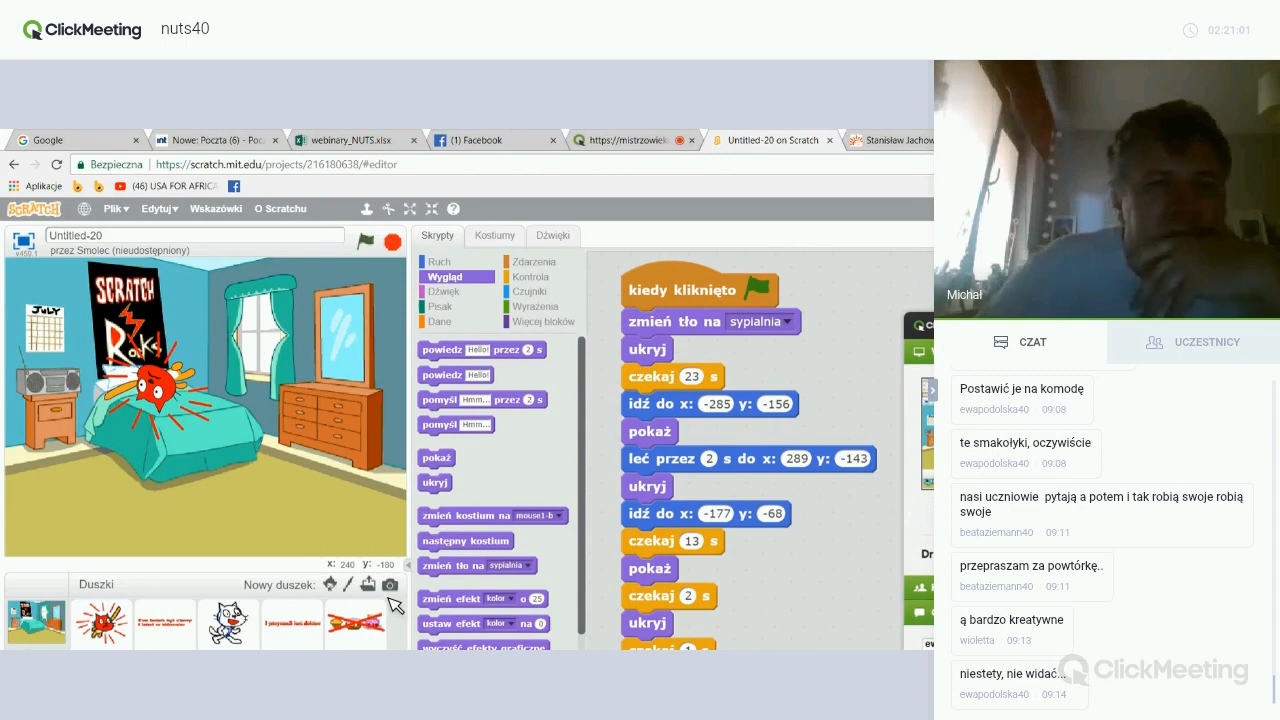 ClickMeeting nuts40
02:21:01
Google
Nowe: Poczta (6) - Poc
webinary_NUTS.xlsx
(1) Facebook
https://mistrzowiek
Untitled-20 on Scratch
Stanisław Jachow
Bezpieczna https://scratch.mit.edu/projects/216180638/#editor
Aplikacje
(46) USA FOR AFRICA
SCRATCH
Plik
Edytuj
Wskazówki
O Scratchu
Untitled-20
przez Smolec (nieudostępniony)
v459.1
JULY
SCRATCH
Rocks
x: 240 y: -180
Duszki
Nowy duszek:
Skrypty
Kostiumy
Dźwięki
Ruch
Wygląd
Dźwięk
Pisak
Dane
Zdarzenia
Kontrola
Czujniki
Wyrażenia
Więcej bloków
powiedz Hello! przez 2 s
powiedz Hello!
pomyśl Hmm... przez 2 s
pomyśl Hmm...
pokaż
ukryj
zmień kostium na mouse1-b
następny kostium
zmień tło na sypialnia
zmień efekt kolor o 25
ustaw efekt kolor na 0
wyczyść efekty graficzne
kiedy kliknięto
zmień tło na sypialnia
ukryj
czekaj 23 s
idź do x: -285 y: -156
pokaż
leć przez 2 s do x: 289 y: -143
ukryj
idź do x: -177 y: -68
czekaj 13 s
pokaż
czekaj 2 s
ukryj
czekaj 1 s
Michał
CZAT
UCZESTNICY
Postawić je na komodę
ewapodolska40 09:08
te smakołyki, oczywiście
ewapodolska40 09:08
nasi uczniowie pytają a potem i tak robią swoje robią
swoje
beataziemann40 09:11
przepraszam za powtórkę..
beataziemann40 09:11
ą bardzo kreatywne
wioletta 09:13
niestety, nie widać...
ewapodolska40 09:14
ClickMeeting